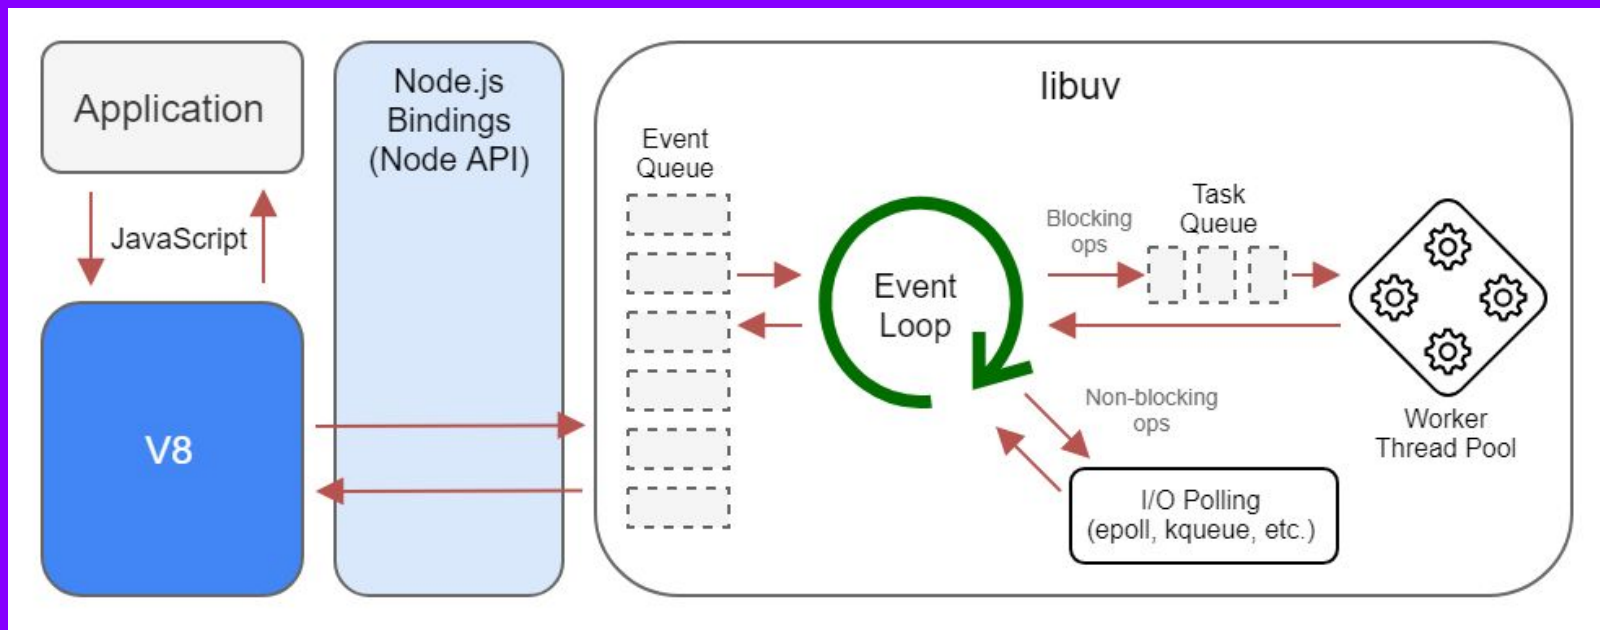 Application
JavaScript
V8
Node.js
Bindings
(Node API)
libuv
Event
Queue
Event
Loop
Blocking
ops
Task
Queue
Worker
Thread Pool
Non-blocking
ops
I/O Polling
(epoll, kqueue, etc.)